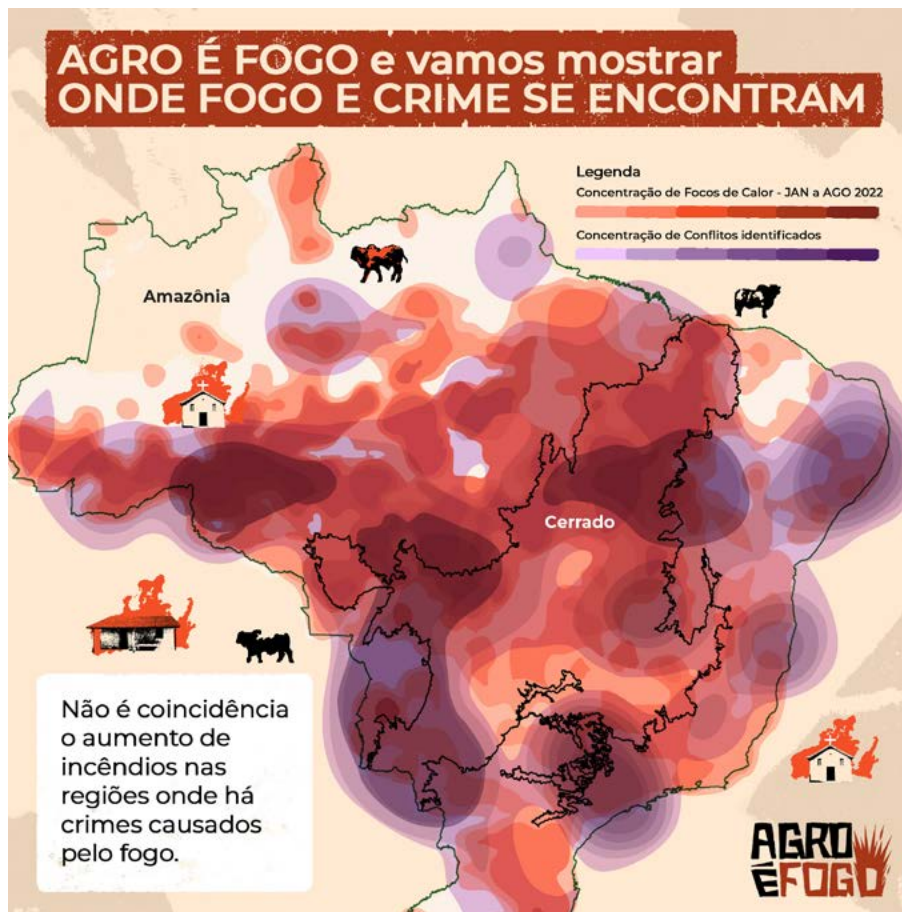 AGRO É FOGO e vamos mostrar
ONDE FOGO E CRIME SE ENCONTRAM
Legenda
Concentração de Focos de Calor - JAN a AGO 2022
Concentração de Conflitos identificados
Amazônia
Cerrado
Não é coincidência
o aumento de
incêndios nas
regiões onde há
crimes causados
pelo fogo.
AGRO
ÉFOGO